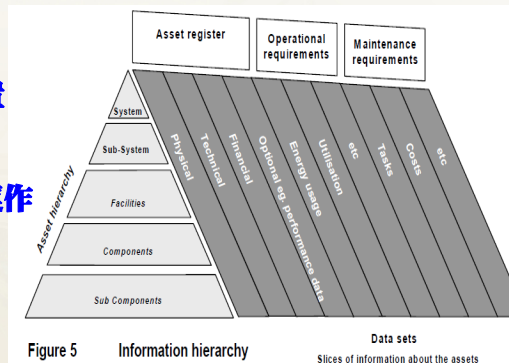 Asset register
Operational
requirements
Maintenance
requirements
System
Sub-System
Facilities
Components
Sub Components
Asset hierarchy
Physical
Technical
Financial
Optional eg. performance data
Energy usage
Utilisation
etc
Tasks
Costs
etc
作
Figure 5 Information hierarchy
Data sets
Slices of information about the assets